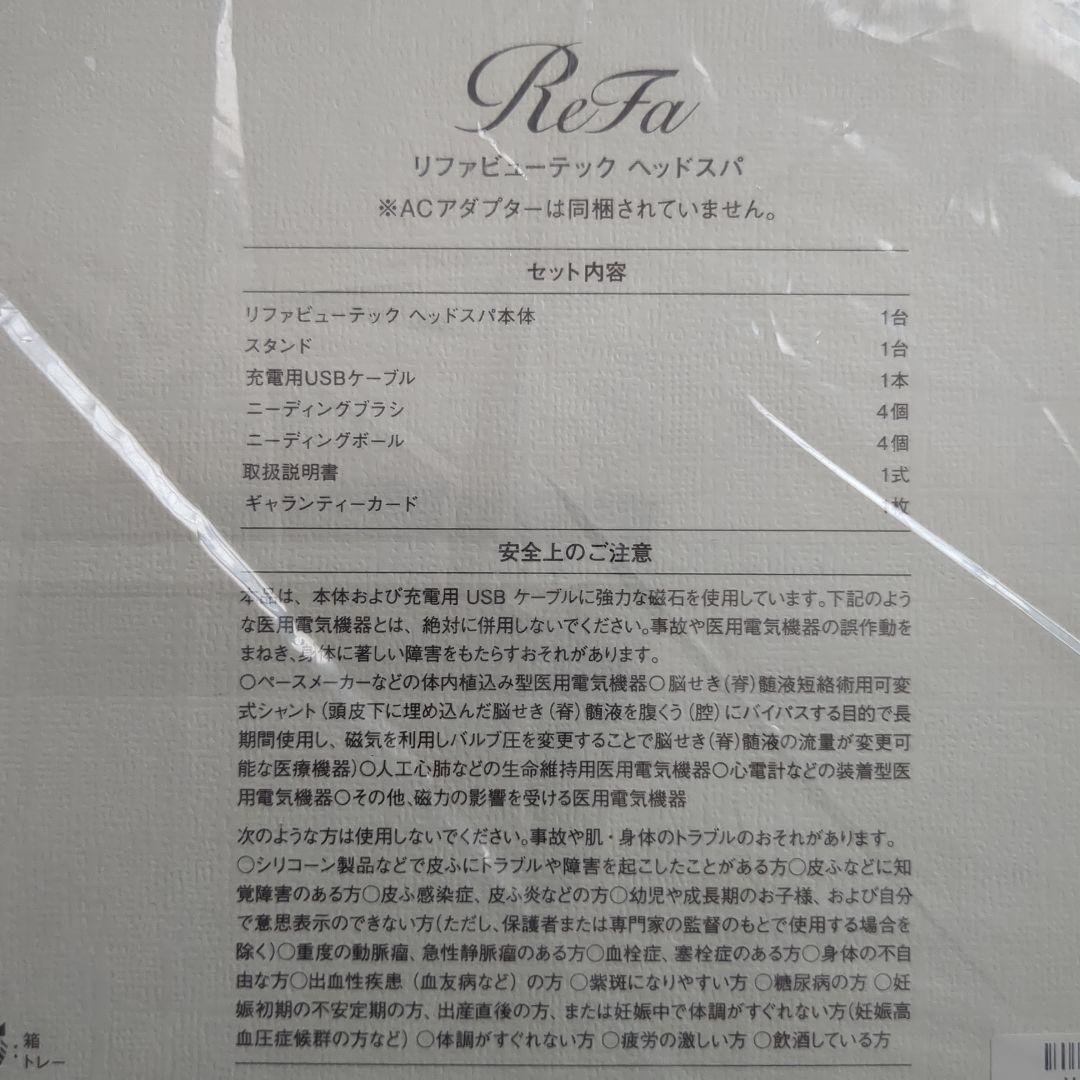 ReFa
リファビューテック ヘッドスパ
※ACアダプターは同梱されていません。
セット内容
リファビューテック ヘッドスパ本体 1台
スタンド 1台
充電用USBケーブル 1本
ニーディングブラシ 4個
ニーディングボール 4個
取扱説明書 1式
ギャランティーカード 1枚
安全上のご注意
本品は、本体および充電用 USB ケーブルに強力な磁石を使用しています。下記のよう
な医用電気機器とは、絶対に併用しないでください。事故や医用電気機器の誤作動を
まねき、身体に著しい障害をもたらすおそれがあります。
○ペースメーカーなどの体内植込み型医用電気機器○脳せき(脊)髄液短絡術用可変
式シャント(頭皮下に埋め込んだ脳せき(脊)髄液を腹くう(腔)にバイパスする目的で長
期間使用し、磁気を利用しバルブ圧を変更することで脳せき(脊)髄液の流量が変更可
能な医療機器)○人工心肺などの生命維持用医用電気機器○心電計などの装着型医
用電気機器○その他、磁力の影響を受ける医用電気機器
次のような方は使用しないでください。事故や肌・身体のトラブルのおそれがあります。
○シリコーン製品などで皮ふにトラブルや障害を起こしたことがある方○皮ふなどに知
覚障害のある方○皮ふ感染症、皮ふ炎などの方○幼児や成長期のお子様、および自分
で意思表示のできない方(ただし、保護者または専門家の監督のもとで使用する場合を
除く)○重度の動脈瘤、急性静脈瘤のある方○血栓症、塞栓症のある方○身体の不自
由な方○出血性疾患(血友病など)の方○紫斑になりやすい方○糖尿病の方○妊
娠初期の不安定期の方、出産直後の方、または妊娠中で体調がすぐれない方(妊娠高
血圧症候群の方など)○体調がすぐれない方○疲労の激しい方○飲酒している方
:箱
:トレー